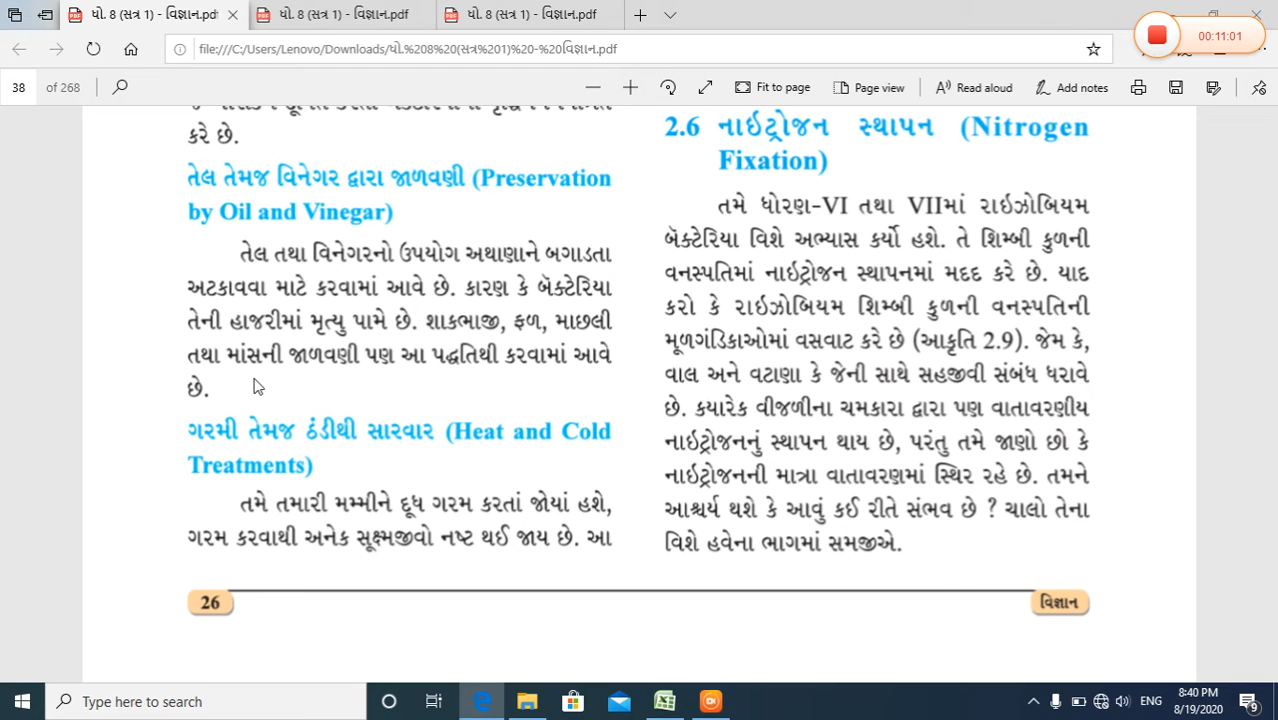 ધો. 8 (સત્ર 1) - વિજ્ઞાન.pdf
ધો. 8 (સત્ર 1) - વિજ્ઞાન.pdf
ધો. 8 (સત્ર 1) - વિજ્ઞાન.pdf
00:11:01
file:///C:/Users/Lenovo/Downloads/ધો.%208%20(સત્ર%201)%20-%20વિજ્ઞાન.pdf
38 of 268
Fit to page
Page view
Read aloud
Add notes
કરે છે.
તેલ તેમજ વિનેગર દ્વારા જાળવણી (Preservation
by Oil and Vinegar)
તેલ તથા વિનેગરનો ઉપયોગ અથાણાને બગાડતા
અટકાવવા માટે કરવામાં આવે છે. કારણ કે બૅક્ટેરિયા
તેની હાજરીમાં મૃત્યુ પામે છે. શાકભાજી, ફળ, માછલી
તથા માંસની જાળવણી પણ આ પદ્ધતિથી કરવામાં આવે
છે.
ગરમી તેમજ ઠંડીથી સારવાર (Heat and Cold
Treatments)
તમે તમારી મમ્મીને દૂધ ગરમ કરતાં જોયાં હશે,
ગરમ કરવાથી અનેક સૂક્ષ્મજીવો નષ્ટ થઈ જાય છે. આ
2.6 નાઇટ્રોજન સ્થાપન (Nitrogen
Fixation)
તમે ધોરણ-VI તથા VIIમાં રાઇઝોબિયમ
બૅક્ટેરિયા વિશે અભ્યાસ કર્યો હશે. તે શિમ્બી કુળની
વનસ્પતિમાં નાઇટ્રોજન સ્થાપનમાં મદદ કરે છે. યાદ
કરો કે રાઇઝોબિયમ શિમ્બી કુળની વનસ્પતિની
મૂળગંડિકાઓમાં વસવાટ કરે છે (આકૃતિ 2.9). જેમ કે,
વાલ અને વટાણા કે જેની સાથે સહજીવી સંબંધ ધરાવે
છે. કયારેક વીજળીના ચમકારા દ્વારા પણ વાતાવરણીય
નાઇટ્રોજનનું સ્થાપન થાય છે, પરંતુ તમે જાણો છો કે
નાઇટ્રોજનની માત્રા વાતાવરણમાં સ્થિર રહે છે. તમને
આશ્ચર્ય થશે કે આવું કઈ રીતે સંભવ છે ? ચાલો તેના
વિશે હવેના ભાગમાં સમજીએ.
26
વિજ્ઞાન
Type here to search
ENG
8:40 PM
8/19/2020
9